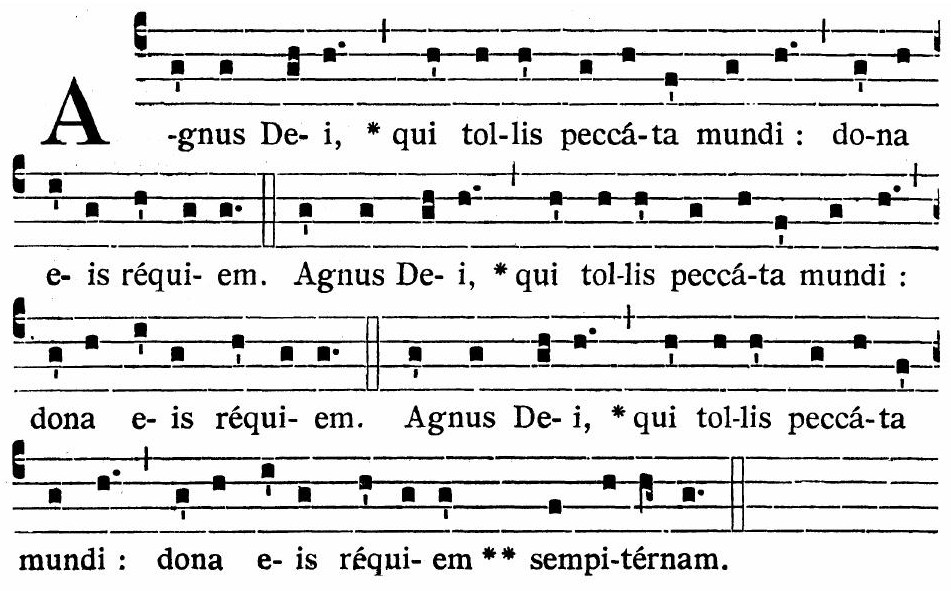 A-gnus De- i, * qui tol-lis peccá-ta mundi : do-na
e- is réqui- em. Agnus De- i, * qui tol-lis peccá-ta mundi :
dona e- is réqui- em. Agnus De- i, * qui tol-lis peccá-ta
mundi : dona e- is réqui- em ** sempi-térnam.